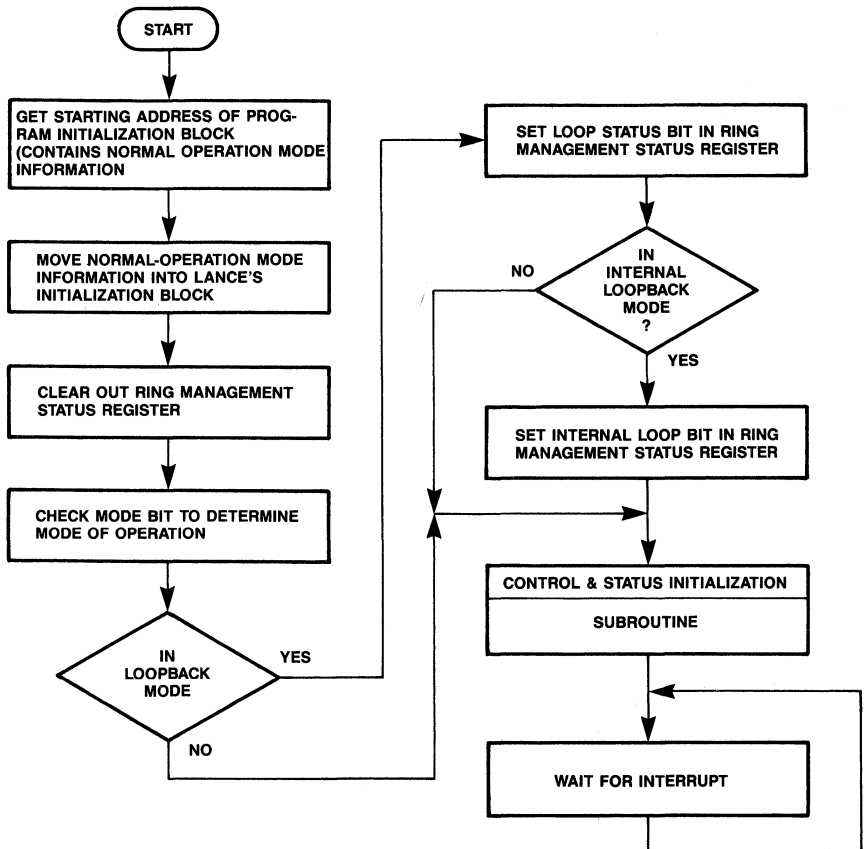 START
GET STARTING ADDRESS OF PROG-
RAM INITIALIZATION BLOCK
(CONTAINS NORMAL OPERATION MODE
INFORMATION
MOVE NORMAL-OPERATION MODE
INFORMATION INTO LANCE'S
INITIALIZATION BLOCK
CLEAR OUT RING MANAGEMENT
STATUS REGISTER
CHECK MODE BIT TO DETERMINE
MODE OF OPERATION
IN
LOOPBACK
MODE
YES
NO
SET LOOP STATUS BIT IN RING
MANAGEMENT STATUS REGISTER
IN
INTERNAL
LOOPBACK
MODE
?
NO
YES
SET INTERNAL LOOP BIT IN RING
MANAGEMENT STATUS REGISTER
CONTROL & STATUS INITIALIZATION
SUBROUTINE
WAIT FOR INTERRUPT